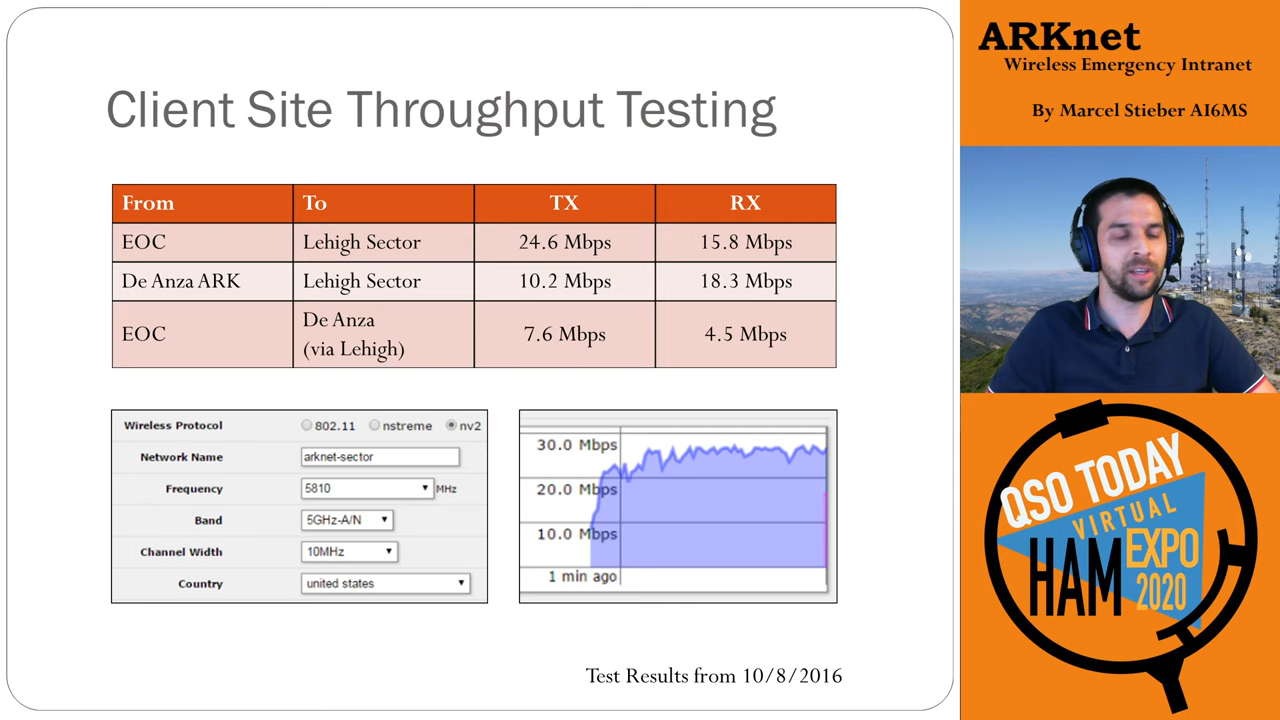 Client Site Throughput Testing
From To TX RX
EOC Lehigh Sector 24.6 Mbps 15.8 Mbps
De Anza ARK Lehigh Sector 10.2 Mbps 18.3 Mbps
EOC De Anza (via Lehigh) 7.6 Mbps 4.5 Mbps
Wireless Protocol 802.11 nstreme nv2
Network Name arknet-sector
Frequency 5810 MHz
Band 5GHz-A/N
Channel Width 10MHz
Country united states
30.0 Mbps
20.0 Mbps
10.0 Mbps
1 min ago
Test Results from 10/8/2016
ARKnet
Wireless Emergency Intranet
By Marcel Stieber AI6MS
QSO TODAY
VIRTUAL
HAM EXPO
2020